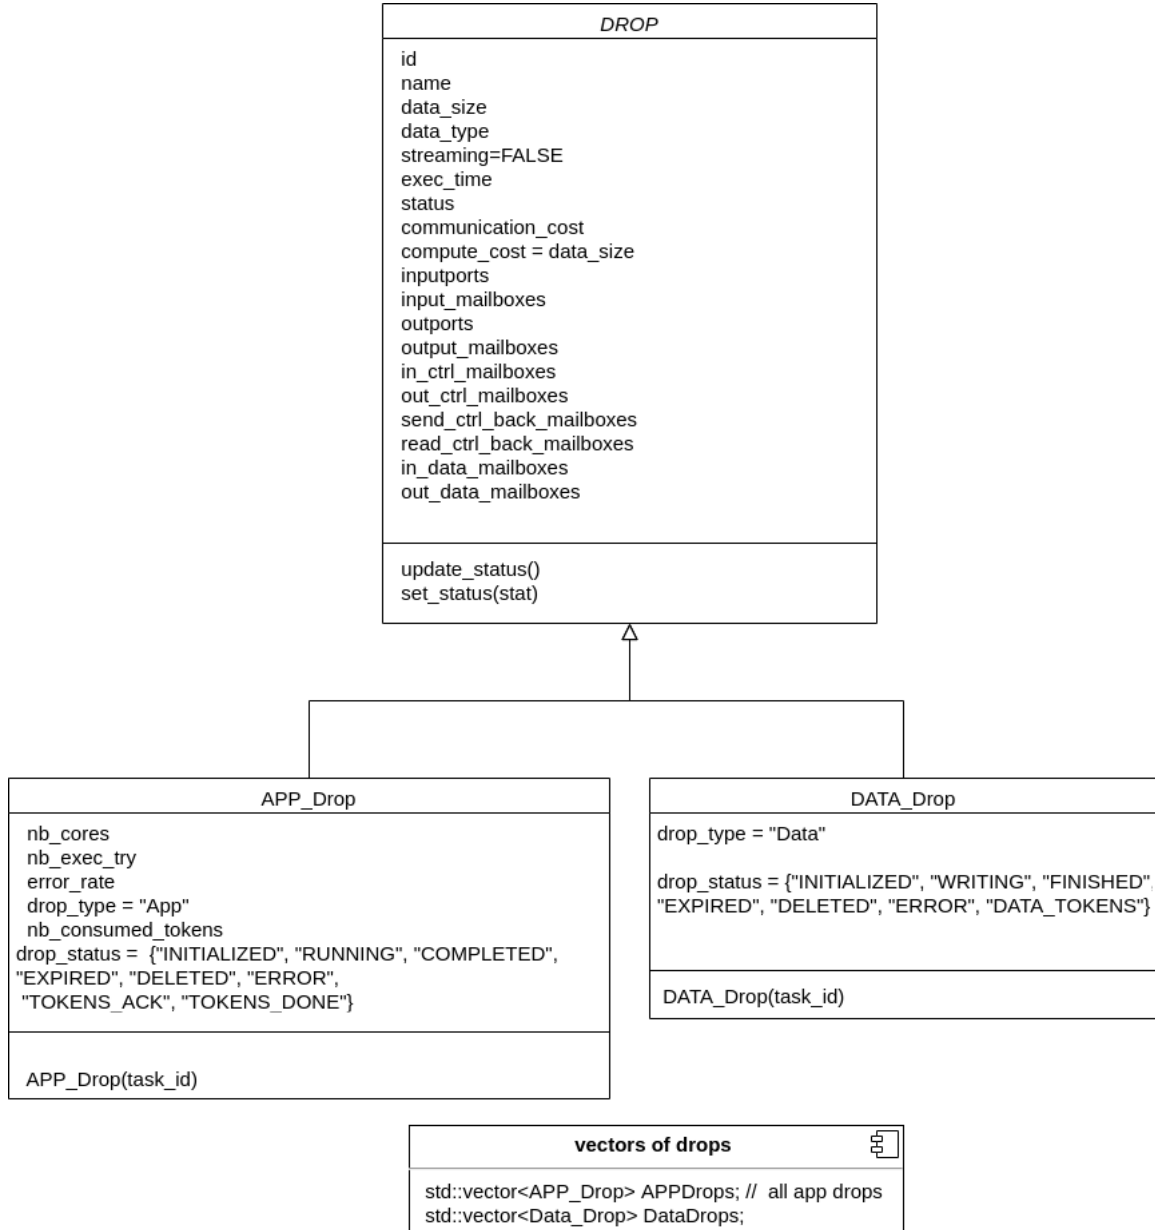 DROP
id
name
data_size
data_type
streaming=FALSE
exec_time
status
communication_cost
compute_cost = data_size
inputports
input_mailboxes
outports
output_mailboxes
in_ctrl_mailboxes
out_ctrl_mailboxes
send_ctrl_back_mailboxes
read_ctrl_back_mailboxes
in_data_mailboxes
out_data_mailboxes
update_status()
set_status(stat)
APP_Drop
nb_cores
nb_exec_try
error_rate
drop_type = "App"
nb_consumed_tokens
drop_status =  {"INITIALIZED", "RUNNING", "COMPLETED",
"EXPIRED", "DELETED", "ERROR",
"TOKENS_ACK", "TOKENS_DONE"}
APP_Drop(task_id)
DATA_Drop
drop_type = "Data"
drop_status = {"INITIALIZED", "WRITING", "FINISHED",
"EXPIRED", "DELETED", "ERROR", "DATA_TOKENS"}
DATA_Drop(task_id)
vectors of drops
std::vector<APP_Drop> APPDrops; //  all app drops
std::vector<Data_Drop> DataDrops;